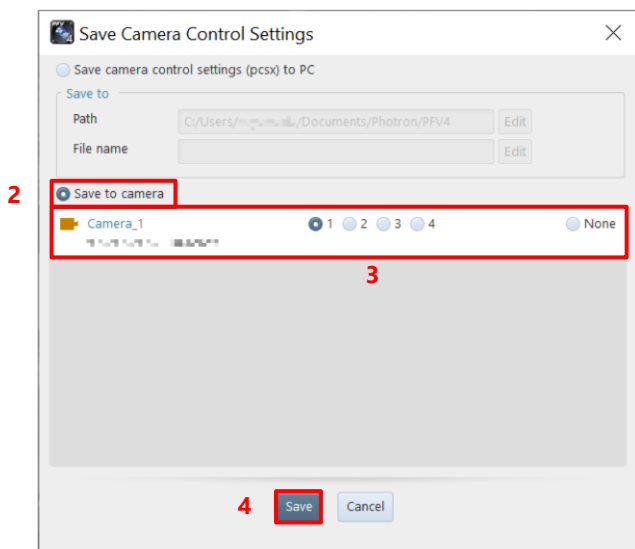 Save Camera Control Settings
Save camera control settings (pcsx) to PC
Save to
Path C:/Users/ /Documents/Photron/PFV4 Edit
File name Edit
2 Save to camera
Camera_1 1 2 3 4 None
3
4 Save Cancel